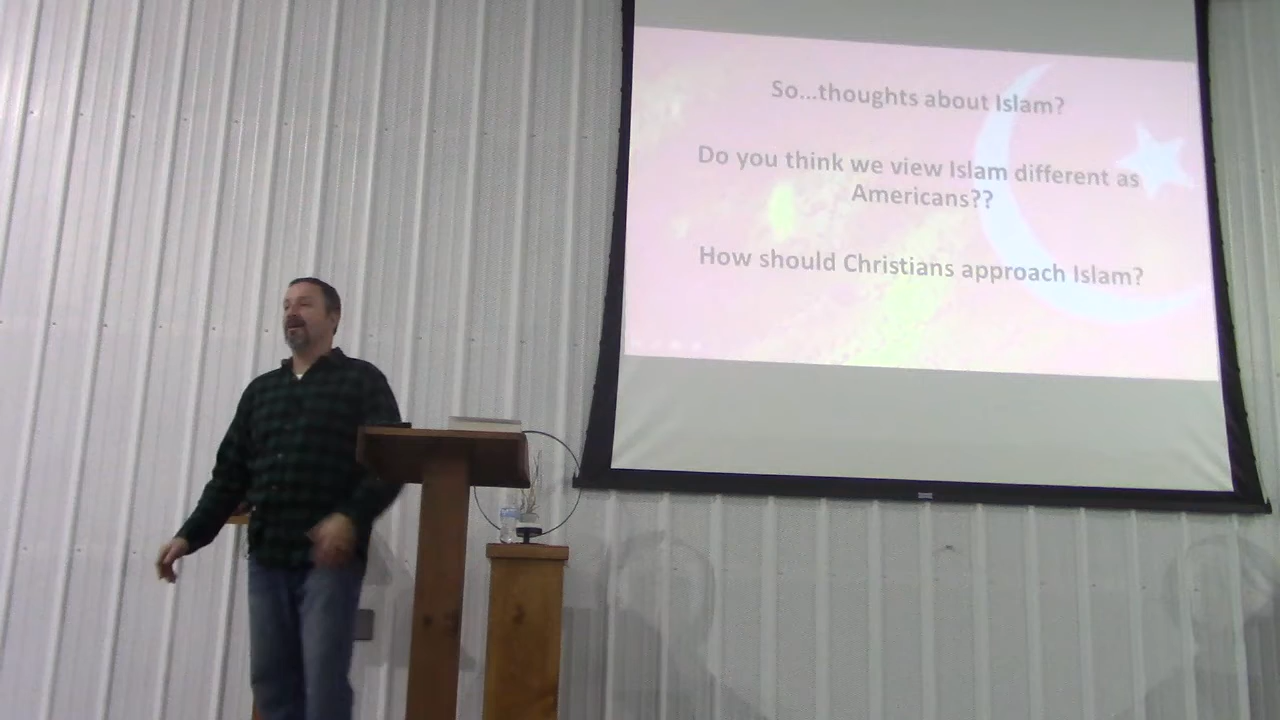 So...thoughts about Islam?
Do you think we view Islam different as
Americans??
How should Christians approach Islam?